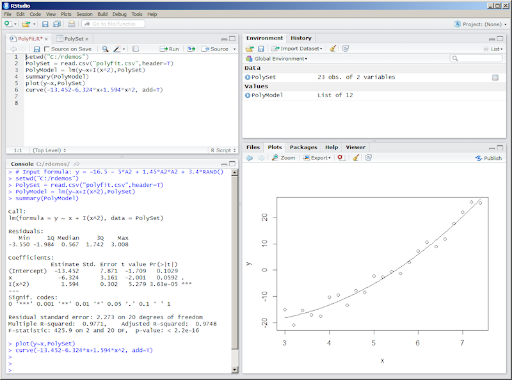 RStudio
File Edit Code View Plots Session Build Debug Tools Help
Go to file/function
Project: (None)
PolyFit.R*
PolySet
Source on Save
Run
Source
1 setwd("C:/rdemos")
2 PolySet = read.csv("polyfit.csv",header=T)
3 PolyModel = lm(y~x+I(x^2),PolySet)
4 summary(PolyModel)
5 plot(y~x,PolySet)
6 curve(-13.452-6.324*x+1.594*x^2, add=T)
7
8
1:1 (Top Level) R Script
Console C:/rdemos/
> # Input formula: y = -16.5 - 5*A2 + 1.45*A2*A2 + 3.4*RAND()
> setwd("C:/rdemos")
> PolySet = read.csv("polyfit.csv",header=T)
> PolyModel = lm(y~x+I(x^2),PolySet)
> summary(PolyModel)
Call:
lm(formula = y ~ x + I(x^2), data = PolySet)
Residuals:
Min 1Q Median 3Q Max
-3.550 -1.984 0.567 1.742 3.008
Coefficients:
Estimate Std. Error t value Pr(>|t|)
(Intercept) -13.452 7.871 -1.709 0.1029
x -6.324 3.161 -2.001 0.0592 .
I(x^2) 1.594 0.302 5.279 3.61e-05 ***
---
Signif. codes:
0 '***' 0.001 '**' 0.01 '*' 0.05 '.' 0.1 ' ' 1
Residual standard error: 2.273 on 20 degrees of freedom
Multiple R-squared: 0.9771, Adjusted R-squared: 0.9748
F-statistic: 425.9 on 2 and 20 DF, p-value: < 2.2e-16
> plot(y~x,PolySet)
> curve(-13.452-6.324*x+1.594*x^2, add=T)
>
>
Environment History
Import Dataset
List
Global Environment
Data
PolySet 23 obs. of 2 variables
Values
PolyModel List of 12
Files Plots Packages Help Viewer
Zoom Export Publish
y
20
10
0
-10
-20
3 4 5 6 7
x